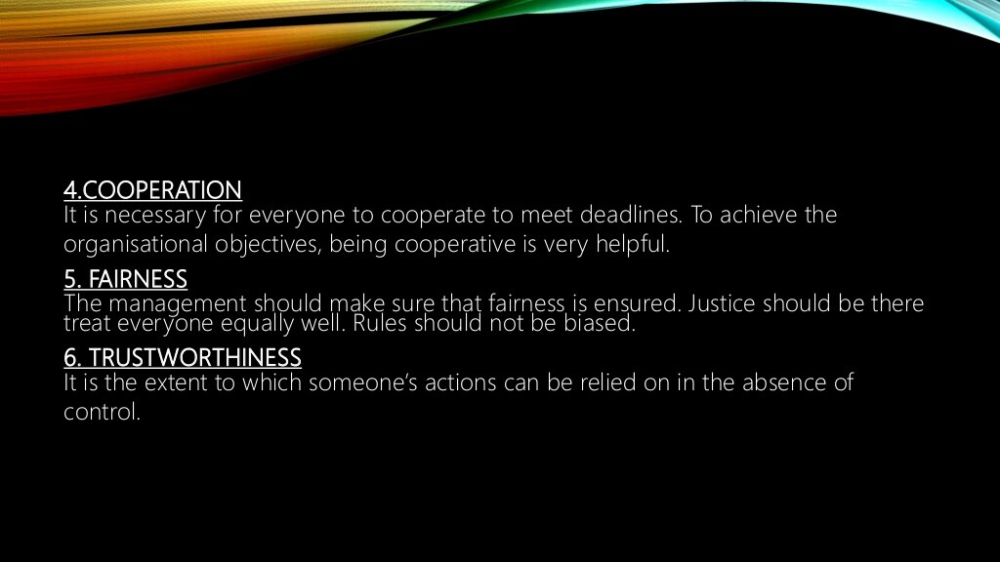 4.COOPERATION
It is necessary for everyone to cooperate to meet deadlines. To achieve the
organisational objectives, being cooperative is very helpful.
5. FAIRNESS
The management should make sure that fairness is ensured. Justice should be there
treat everyone equally well. Rules should not be biased.
6. TRUSTWORTHINESS
It is the extent to which someone’s actions can be relied on in the absence of
control.